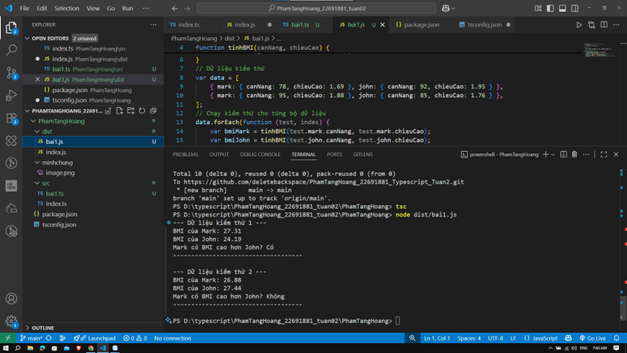 File Edit Selection View Go Run ···
PhamTangHoang_22691881_tuan02
EXPLORER
OPEN EDITORS 2 unsaved
index.ts PhamTangHoang\src
index.js PhamTangHoang\dist
bai1.ts PhamTangHoang\src U
bai1.js PhamTangHoang\dist U
package.json PhamTangHoang
tsconfig.json PhamTangHoang
PHAMTANGHOANG_22691...
PhamTangHoang
dist
bai1.js U
index.js
minhchung
image.png
src
bai1.ts U
index.ts
package.json
tsconfig.json
OUTLINE
index.ts
index.js
bai1.ts U
bai1.js U
package.json
tsconfig.json
PhamTangHoang > dist > bai1.js > ...
4 function tinhBMI(canNang, chieuCao) {
6 }
7 // Dữ liệu kiểm thử
8 var data = [
9 { mark: { canNang: 78, chieuCao: 1.69 }, john: { canNang: 92, chieuCao: 1.95 } },
10 { mark: { canNang: 95, chieuCao: 1.88 }, john: { canNang: 85, chieuCao: 1.76 } },
11 ];
12 // Chạy kiểm thử cho từng bộ dữ liệu
13 data.forEach(function (test, index) {
14 var bmiMark = tinhBMI(test.mark.canNang, test.mark.chieuCao);
15 var bmiJohn = tinhBMI(test.john.canNang, test.john.chieuCao);
PROBLEMS OUTPUT DEBUG CONSOLE TERMINAL PORTS GITLENS
powershell - PhamTangHoang
Total 10 (delta 0), reused 0 (delta 0), pack-reused 0 (from 0)
To https://github.com/deletebackspace/PhamTangHoang_22691881_Typescript_Tuan2.git
* [new branch] main -> main
branch 'main' set up to track 'origin/main'.
PS D:\typescript\PhamTangHoang_22691881_tuan02\PhamTangHoang> tsc
PS D:\typescript\PhamTangHoang_22691881_tuan02\PhamTangHoang> node dist/bai1.js
--- Dữ liệu kiểm thử 1 ---
BMI của Mark: 27.31
BMI của John: 24.19
Mark có BMI cao hơn John? Có
-----------------------------------
--- Dữ liệu kiểm thử 2 ---
BMI của Mark: 26.88
BMI của John: 27.44
Mark có BMI cao hơn John? Không
-----------------------------------
PS D:\typescript\PhamTangHoang_22691881_tuan02\PhamTangHoang>
main* Launchpad 0 0 No connection
Ln 1, Col 1 Spaces: 4 UTF-8 LF {} JavaScript Go Live
ENG 7:44 AM